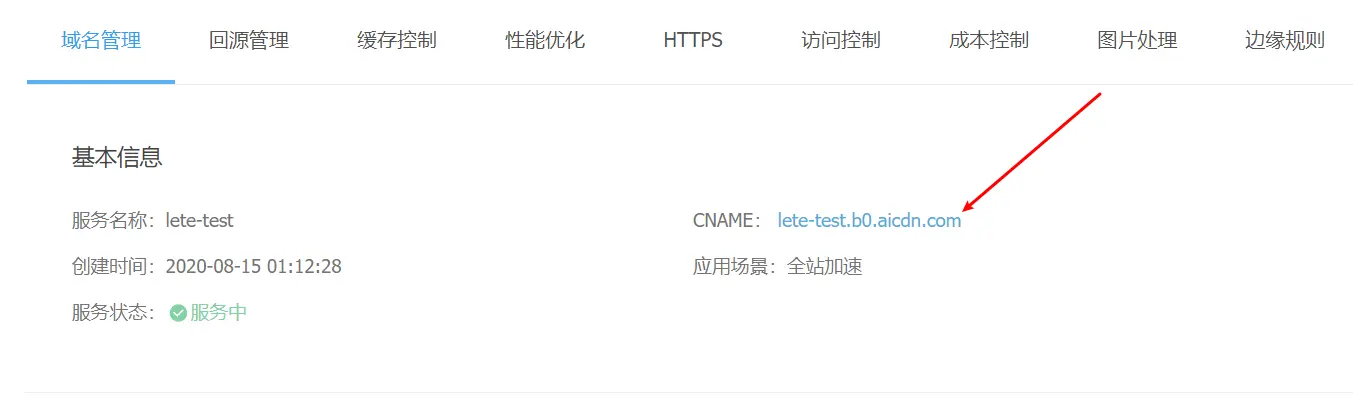 域名管理 回源管理 缓存控制 性能优化 HTTPS 访问控制 成本控制 图片处理 边缘规则
基本信息
服务名称：lete-test CNAME： lete-test.b0.aicdn.com
创建时间：2020-08-15 01:12:28 应用场景：全站加速
服务状态： 服务中